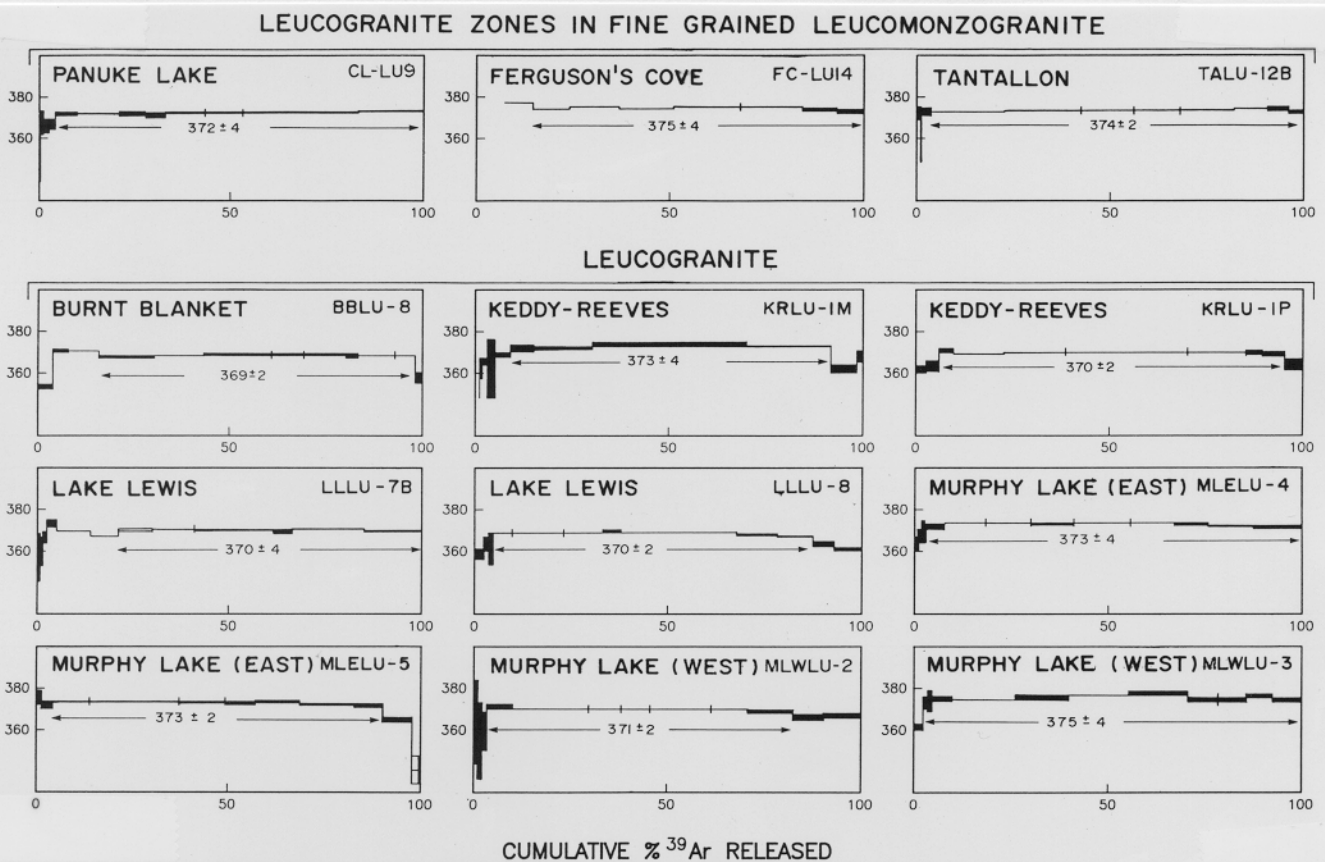 LEUCOGRANITE ZONES IN FINE GRAINED LEUCOMONZOGRANITE
PANUKE LAKE CL-LU9
380
360
372 ± 4
0 50 100
FERGUSON'S COVE FC-LU14
375 ± 4
0 50 100
TANTALLON TALU-12B
380
360
374 ± 2
0 50 100
LEUCOGRANITE
BURNT BLANKET BBLU-8
380
360
369 ± 2
0 50 100
KEDDY-REEVES KRLU-1M
380
360
373 ± 4
0 50 100
KEDDY-REEVES KRLU-1P
380
360
370 ± 2
0 50 100
LAKE LEWIS LLLU-7B
380
360
370 ± 4
0 50 100
LAKE LEWIS LLLU-8
380
360
370 ± 2
0 50 100
MURPHY LAKE (EAST) MLELU-4
380
360
373 ± 4
0 50 100
MURPHY LAKE (EAST) MLELU-5
380
360
373 ± 2
0 50 100
MURPHY LAKE (WEST) MLWLU-2
380
360
371 ± 2
0 50 100
MURPHY LAKE (WEST) MLWLU-3
380
360
375 ± 4
0 50 100
CUMULATIVE % ³⁹Ar RELEASED